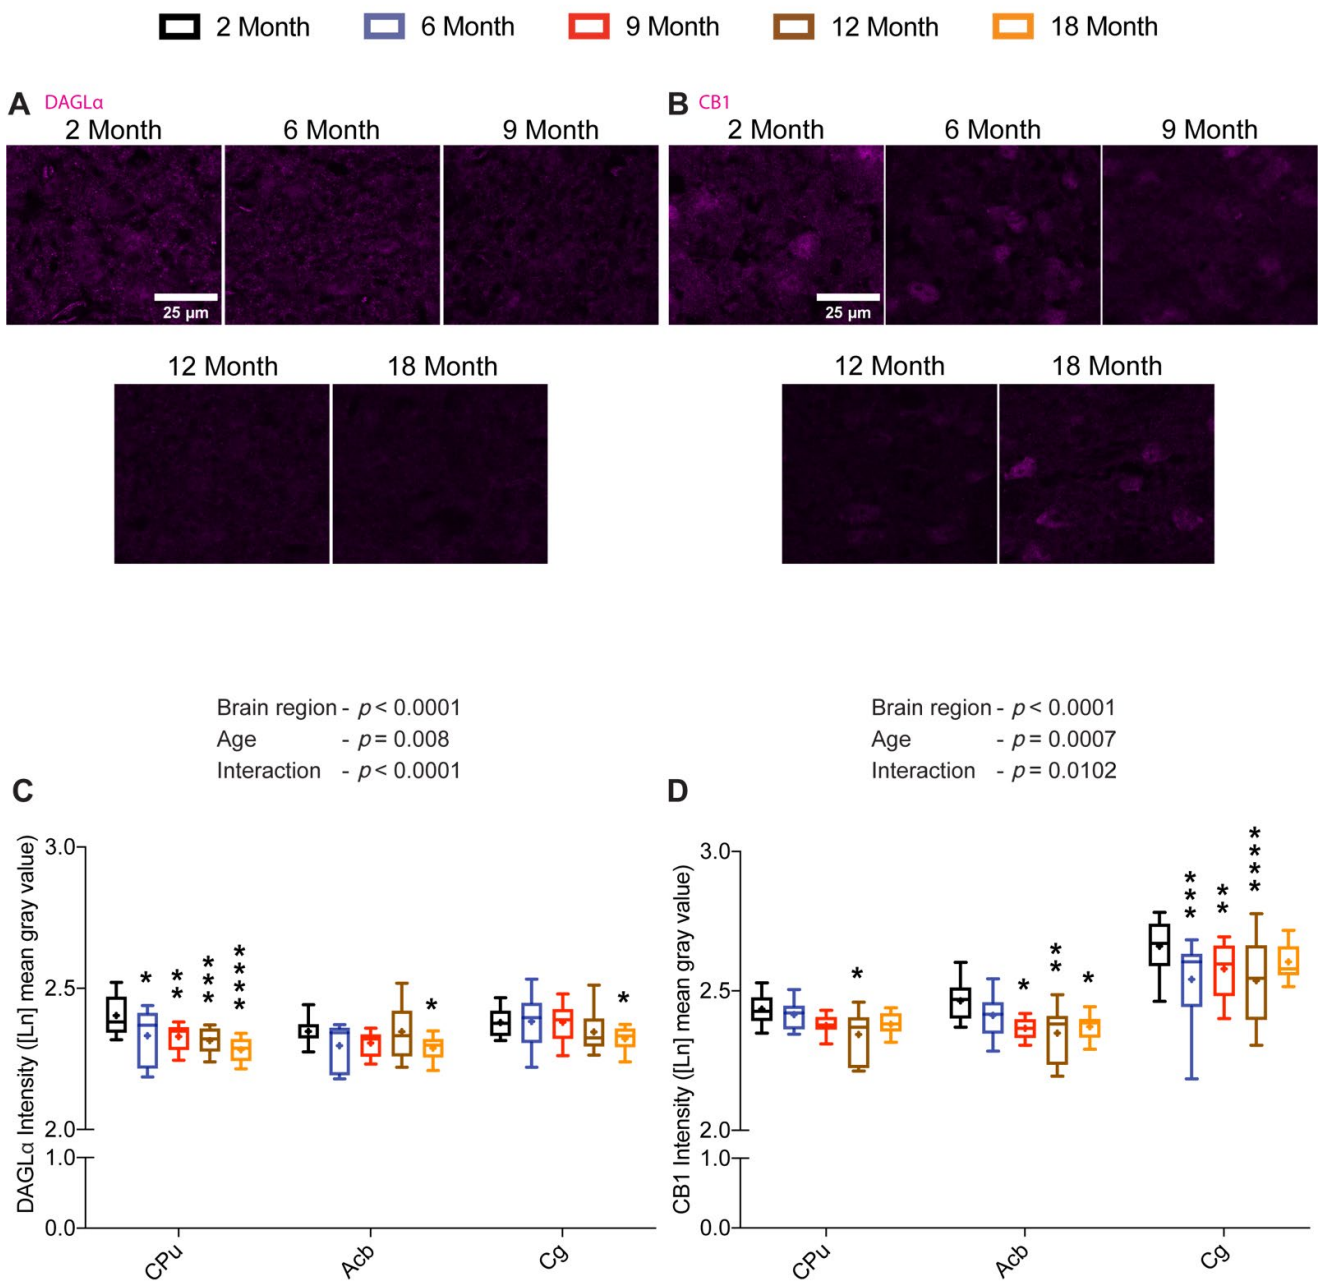 2 Month 6 Month 9 Month 12 Month 18 Month
A DAGLα
2 Month 6 Month 9 Month
25 µm
12 Month 18 Month
B CB1
2 Month 6 Month 9 Month
25 µm
12 Month 18 Month
Brain region - p < 0.0001
Age - p = 0.008
Interaction - p < 0.0001
C
DAGLα Intensity ([Ln] mean gray value)
3.0
2.5
2.0
1.0
0.0
* ** *** **** * *
CPu Acb Cg
Brain region - p < 0.0001
Age - p = 0.0007
Interaction - p = 0.0102
D
CB1 Intensity ([Ln] mean gray value)
3.0
2.5
2.0
1.0
0.0
* * ** * *** ** ****
CPu Acb Cg